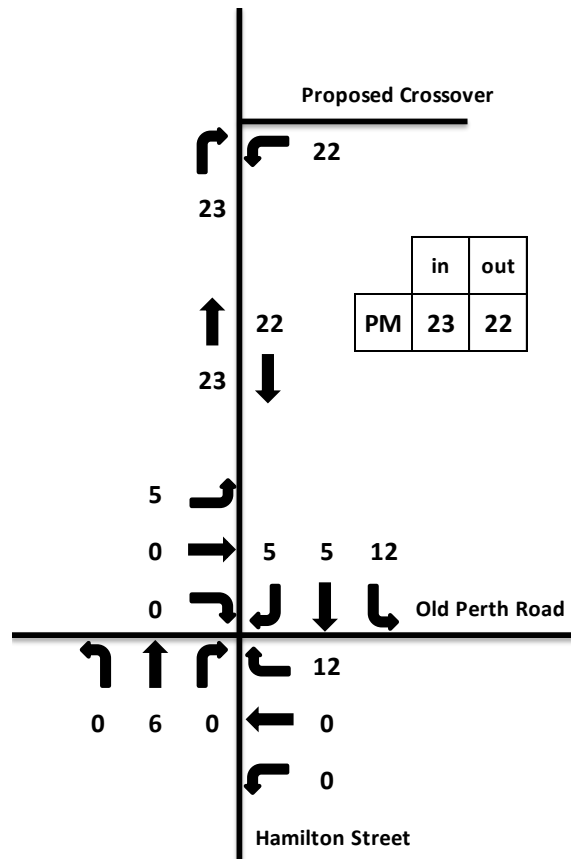 Proposed Crossover
22
23
in out
PM 23 22
22
23
5
0 5 5 12
0 Old Perth Road
12
0 6 0 0
0
Hamilton Street